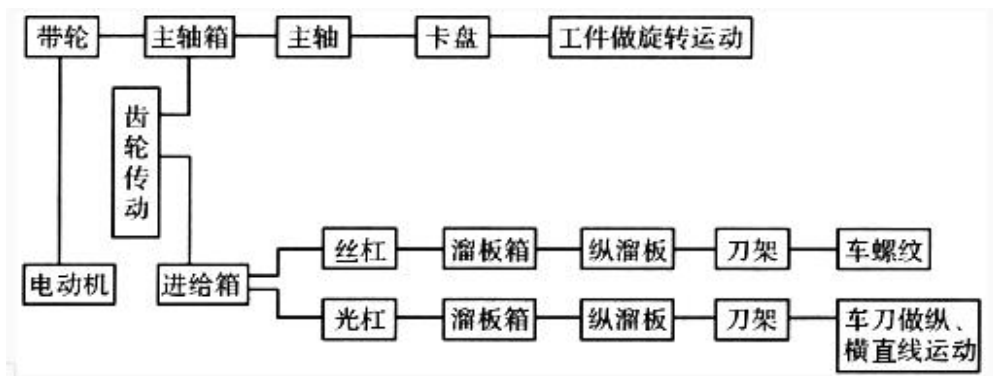 带轮
主轴箱
主轴
卡盘
工件做旋转运动
齿轮传动
丝杠
溜板箱
纵溜板
刀架
车螺纹
电动机
进给箱
光杠
溜板箱
纵溜板
刀架
车刀做纵、
横直线运动